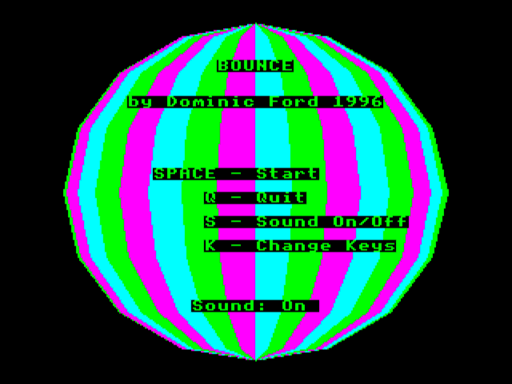 BOUNCE
by Dominic Ford 1996
SPACE - Start
Q - Quit
S - Sound On/Off
K - Change Keys
Sound: On